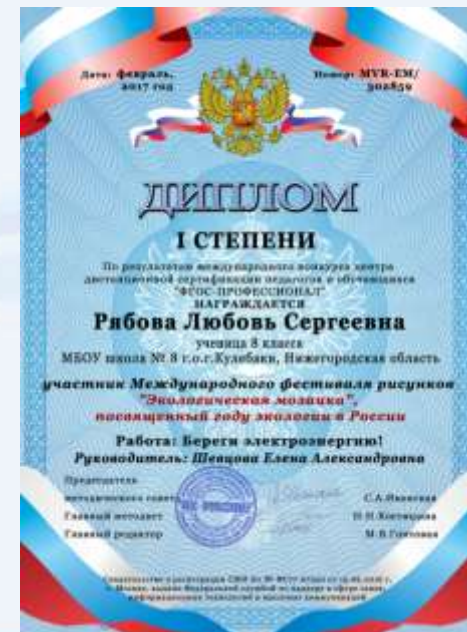 Дата: февраль,
2017 год
Номер: MVR-EM/
302859
ДИПЛОМ
I СТЕПЕНИ
По результатам международного конкурса центра
дистанционной сертификации педагогов и обучающихся
"ФГОС-ПРОФЕССИОНАЛ"
НАГРАЖДАЕТСЯ
Рябова Любовь Сергеевна
ученица 8 класса
МБОУ школа № 8 г.о.г.Кулебаки, Нижегородская область
участник Международного фестиваля рисунков
"Экологическая мозаика",
посвященный году экологии в России
Работа: Береги электроэнергию!
Руководитель: Шевцова Елена Александровна
Председатель
методического совета
С.А.
Главный методист
Н.Н.
Главный редактор
М.В.